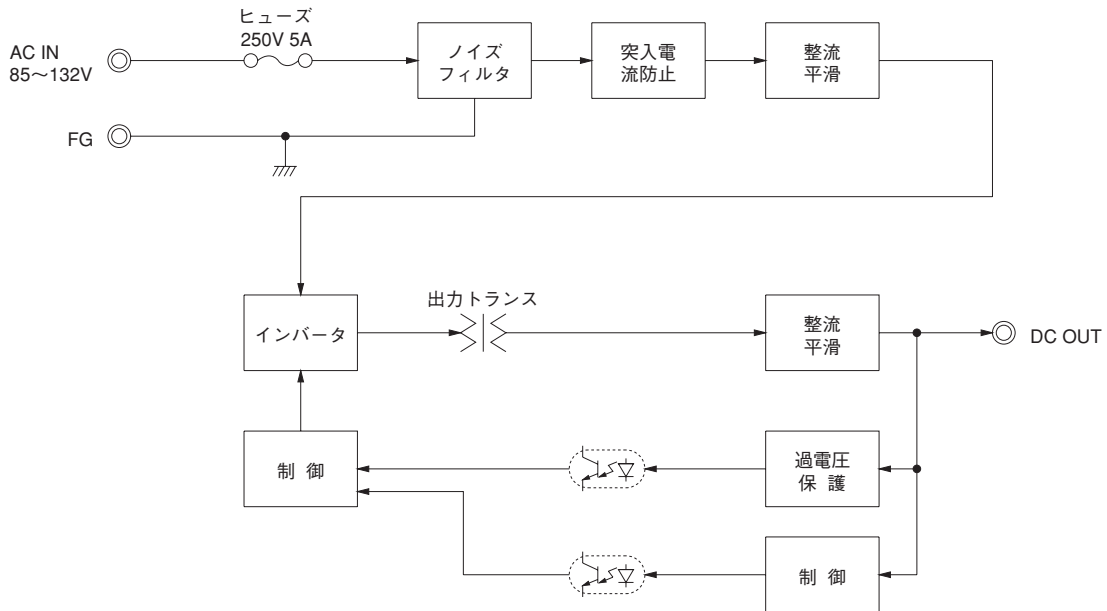 ヒューズ
250V 5A
AC IN
85～132V
ノイズ
フィルタ
突入電
流防止
整流
平滑
FG
インバータ
出力トランス
整流
平滑
DC OUT
制 御
過電圧
保 護
制 御